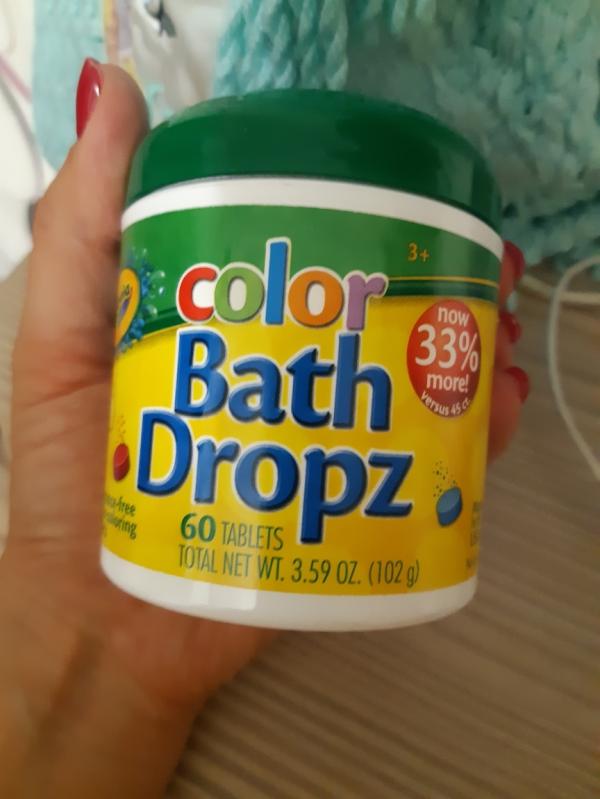 3+
color
Bath
Dropz
now
33%
more!
versus 45 ct.
60 TABLETS
TOTAL NET WT. 3.59 OZ. (102 g)